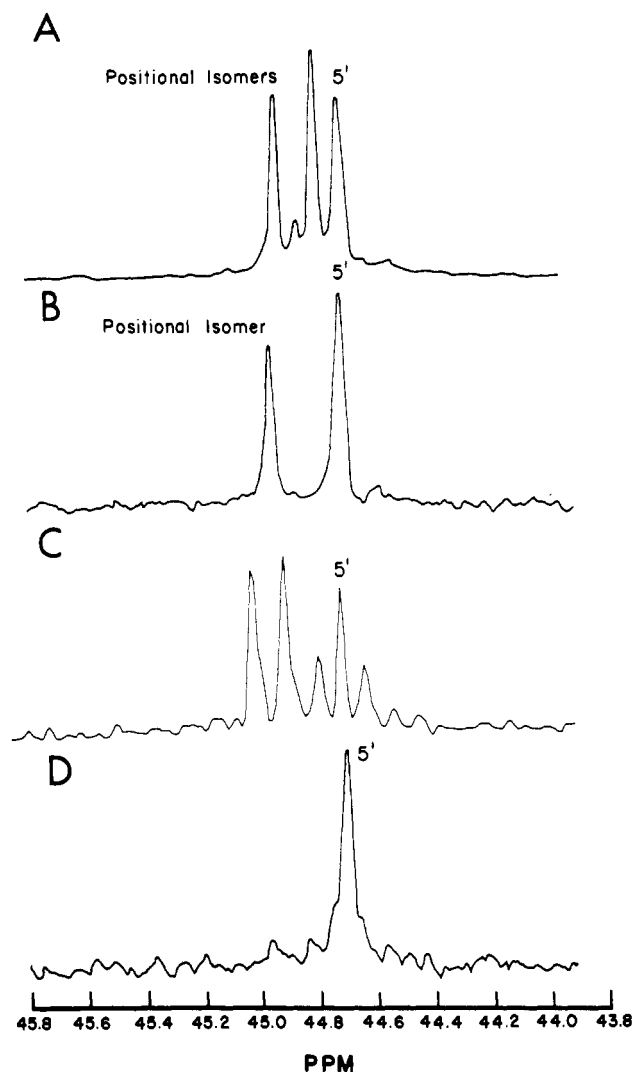 A
Positional Isomers
5'
B
5'
Positional Isomer
C
5'
D
5'
45.8 45.6 45.4 45.2 45.0 44.8 44.6 44.4 44.2 44.0 43.8
PPM